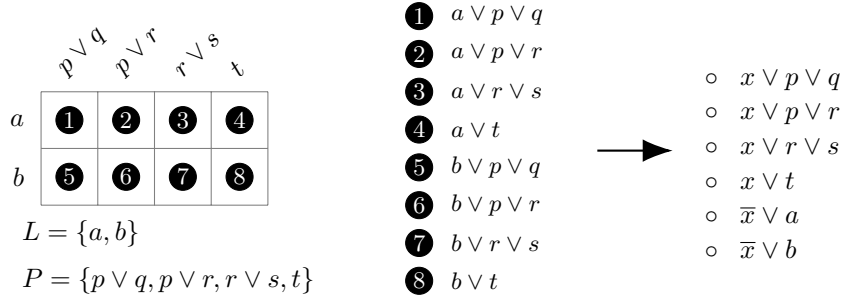 p ∨ q p ∨ r r ∨ s t
a 1 2 3 4
b 5 6 7 8
L = {a, b}
P = {p ∨ q, p ∨ r, r ∨ s, t}
1 a ∨ p ∨ q
2 a ∨ p ∨ r
3 a ∨ r ∨ s
4 a ∨ t
5 b ∨ p ∨ q
6 b ∨ p ∨ r
7 b ∨ r ∨ s
8 b ∨ t
∘ x ∨ p ∨ q
∘ x ∨ p ∨ r
∘ x ∨ r ∨ s
∘ x ∨ t
∘ x̅ ∨ a
∘ x̅ ∨ b